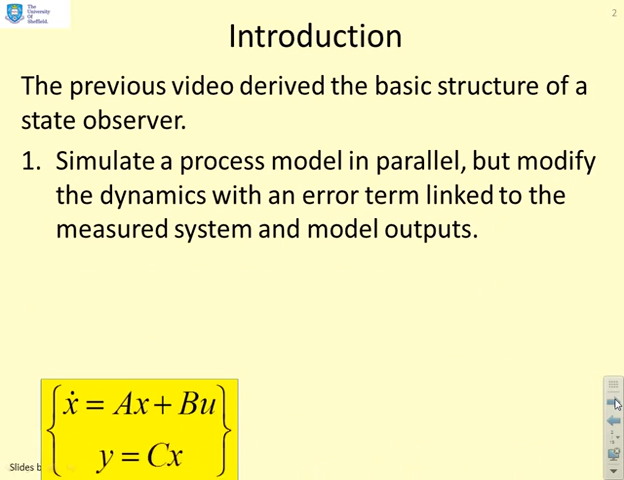 The
University
Of
Sheffield.
2
Introduction
The previous video derived the basic structure of a
state observer.
1. Simulate a process model in parallel, but modify
the dynamics with an error term linked to the
measured system and model outputs.
ẋ = Ax + Bu
y = Cx
Slides b